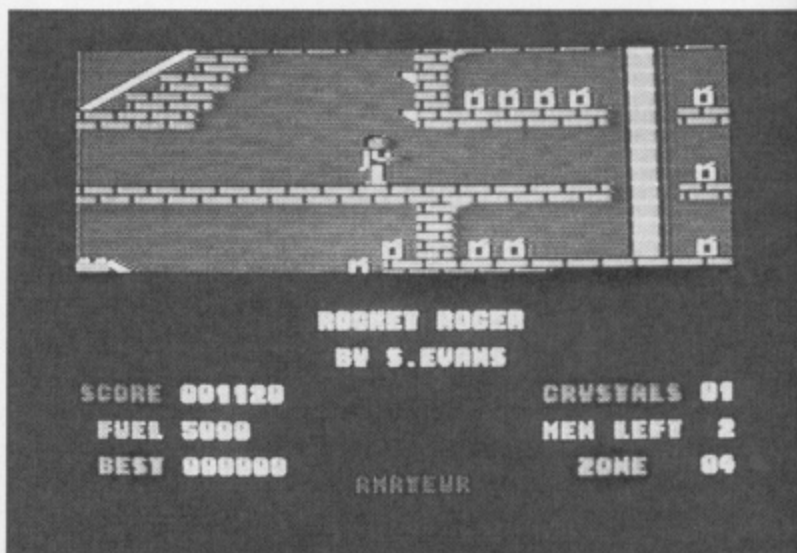 ROCKET ROGER
BY S.EVANS
SCORE 001120
CRYSTALS 01
FUEL 5000
MEN LEFT 2
BEST 000000
ZONE 04
AMATEUR